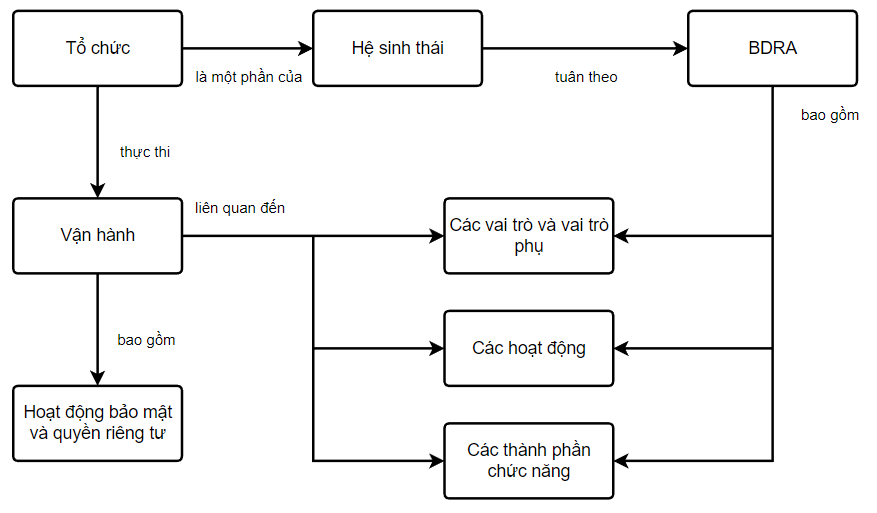 Tổ chức
Hệ sinh thái
BDRA
là một phần của
tuân theo
bao gồm
thực thi
liên quan đến
Vận hành
Các vai trò và vai trò
phụ
bao gồm
Các hoạt động
Hoạt động bảo mật
và quyền riêng tư
Các thành phần
chức năng